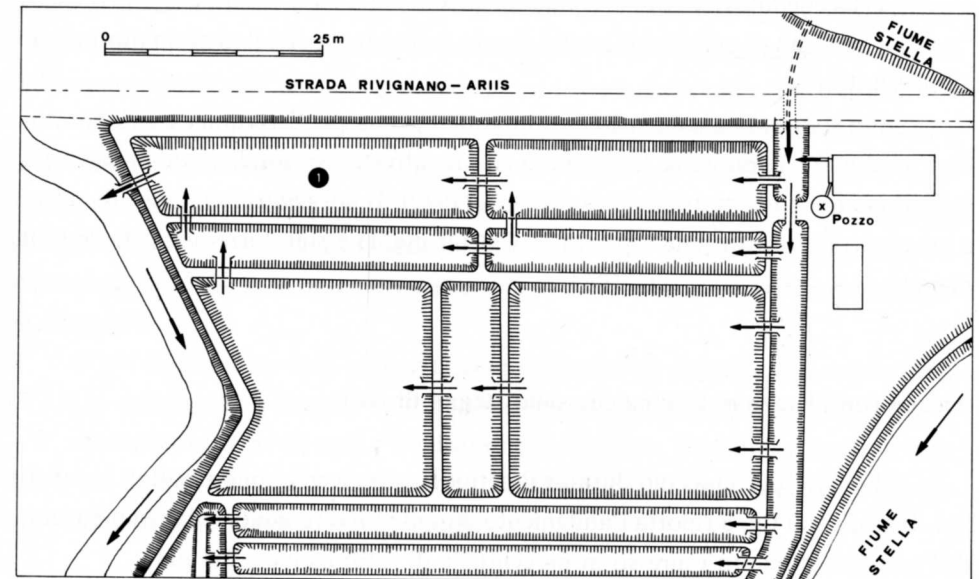 0 25 m
FIUME
STELLA
STRADA RIVIGNANO – ARIIS
1
x
Pozzo
FIUME
STELLA